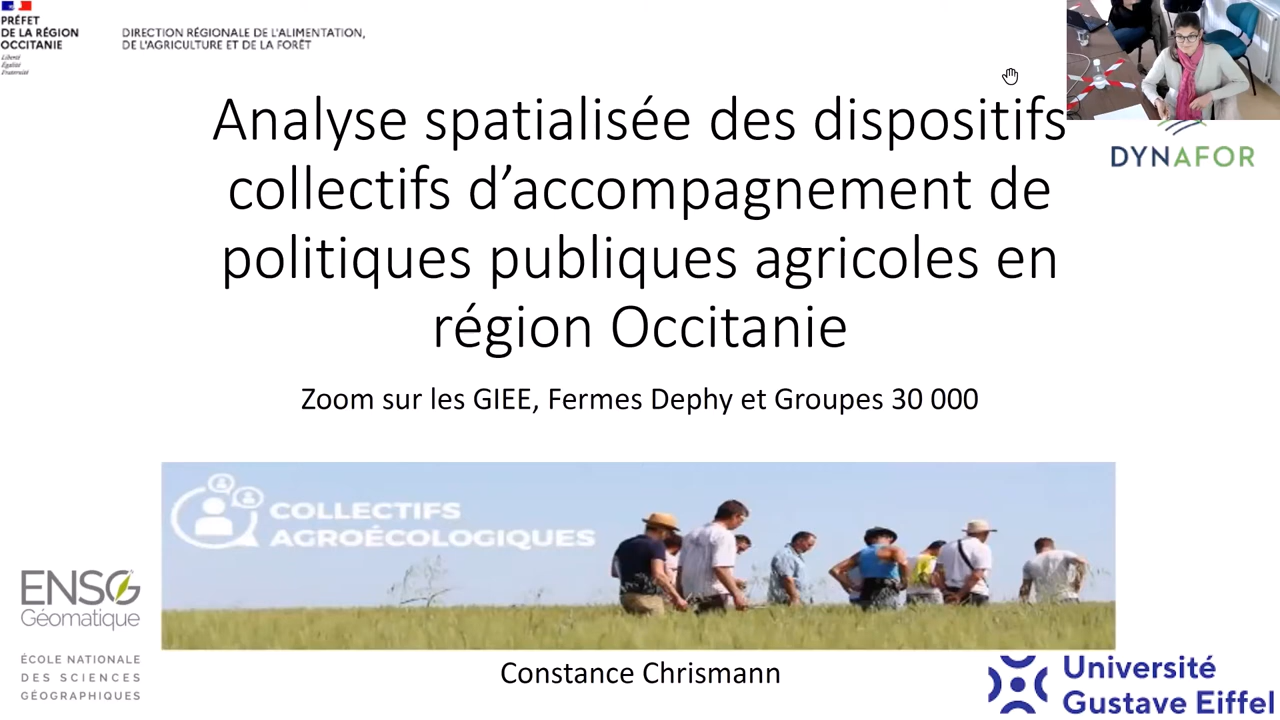 PRÉFET
DE LA RÉGION
OCCITANIE
Liberté
Égalité
Fraternité
DIRECTION RÉGIONALE DE L'ALIMENTATION,
DE L'AGRICULTURE ET DE LA FORÊT
Analyse spatialisée des dispositifs
collectifs d’accompagnement de
politiques publiques agricoles en
région Occitanie
DYNAFOR
Zoom sur les GIEE, Fermes Dephy et Groupes 30 000
COLLECTIFS
AGROÉCOLOGIQUES
ENSG
Géomatique
ÉCOLE NATIONALE
DES SCIENCES
GÉOGRAPHIQUES
Constance Chrismann
Université
Gustave Eiffel